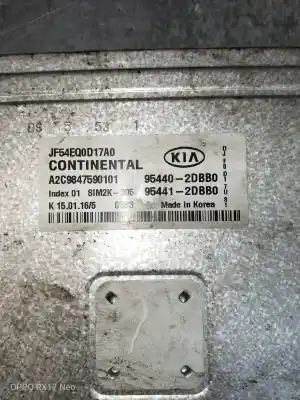 JF54EQ0D17A0
CONTINENTAL
KIA
A2C9847590101
95440-2DBB0
Index 01 SIM2K-305
95441-2DBB0
K 15.01.16/5
Made in Korea
OPPO RX17 Neo